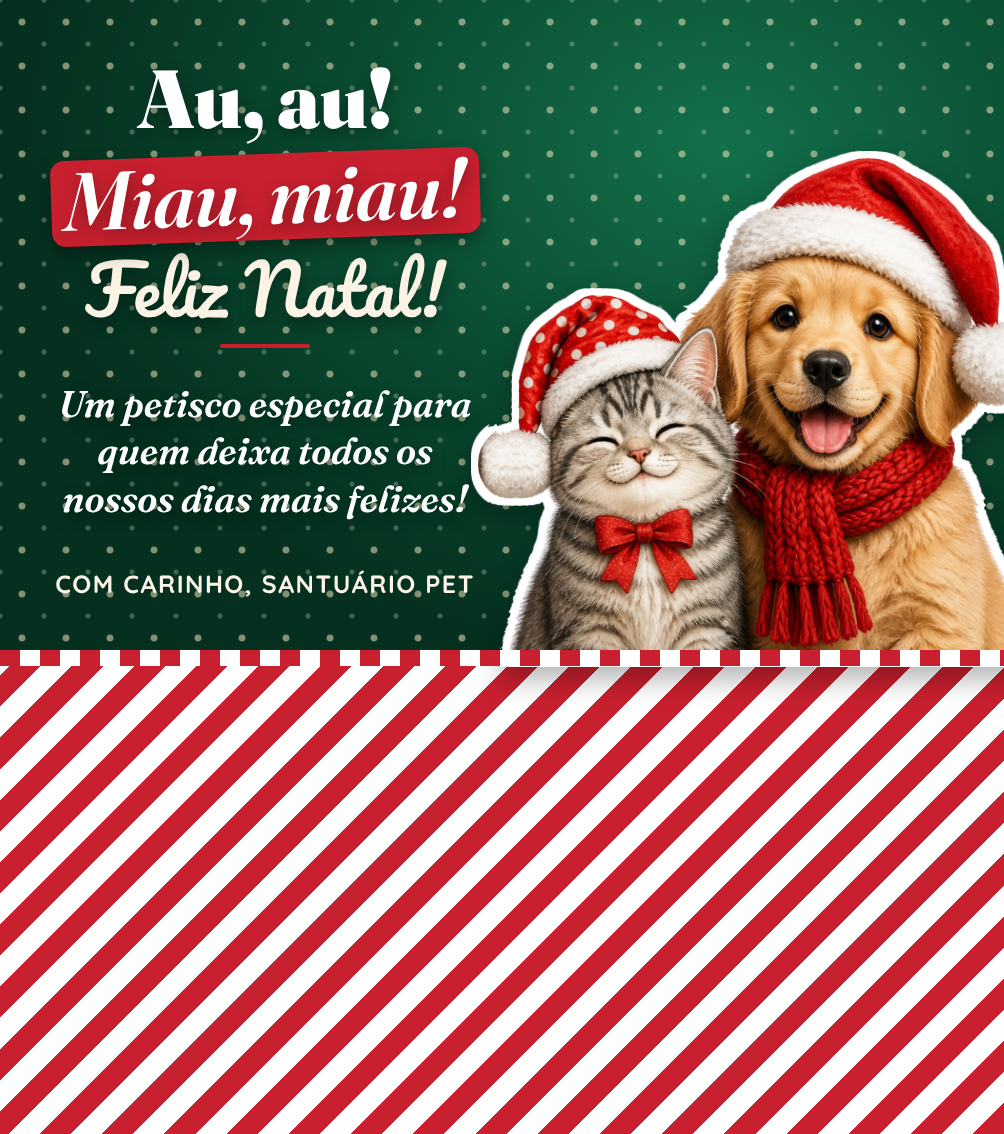 Au, au!
Miau, miau!
Feliz Natal!
Um petisco especial para
quem deixa todos os
nossos dias mais felizes!
COM CARINHO, SANTUÁRIO PET